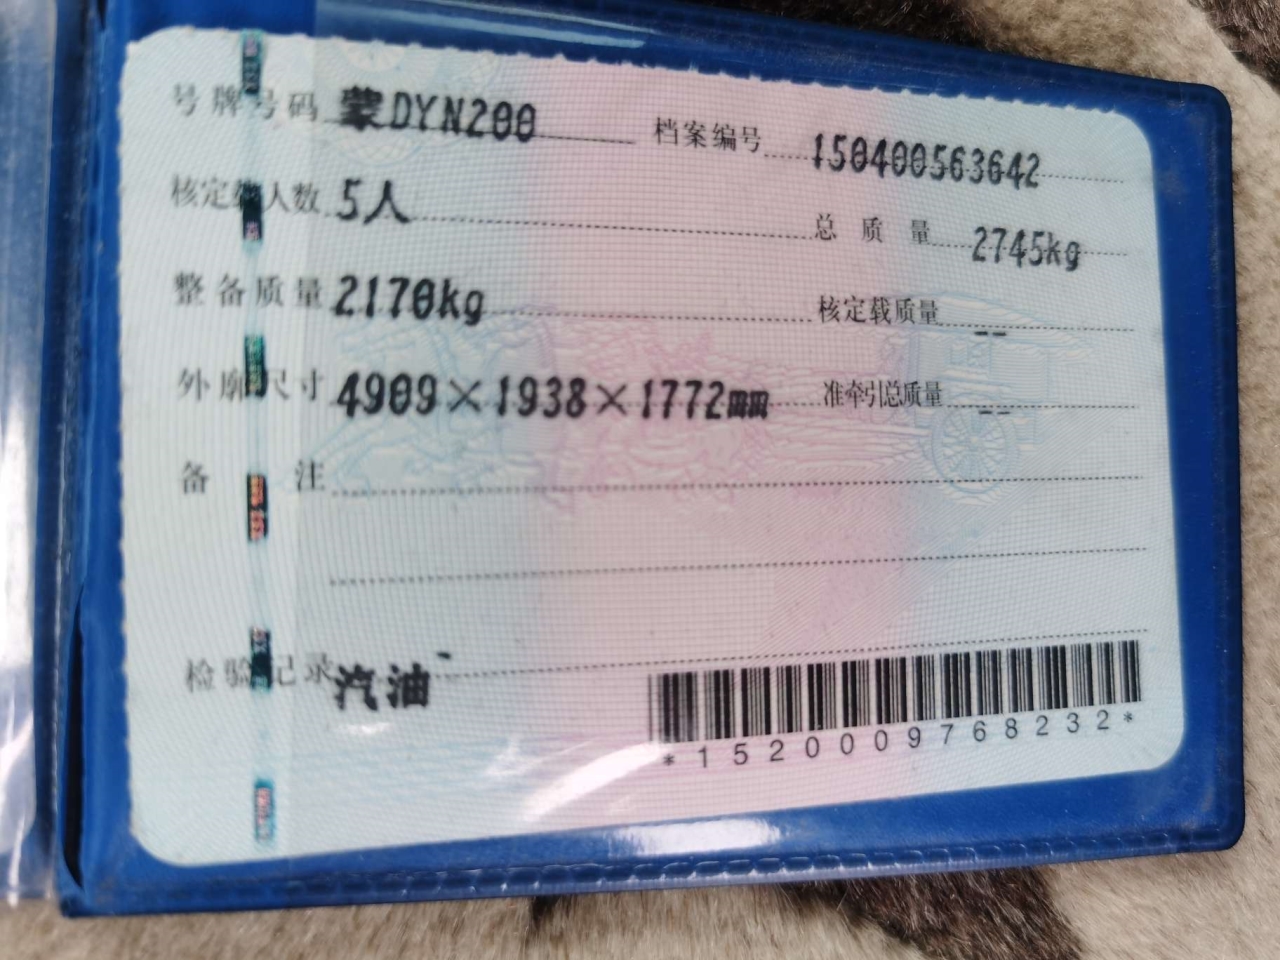 号牌号码 蒙DYN200 档案编号 150400563642
核定载人数 5人 总质量 2745kg
整备质量 2170kg 核定载质量 --
外廓尺寸 4909×1938×1772mm 准牵引总质量 --
备注
检验记录 汽油
*1520009768232*